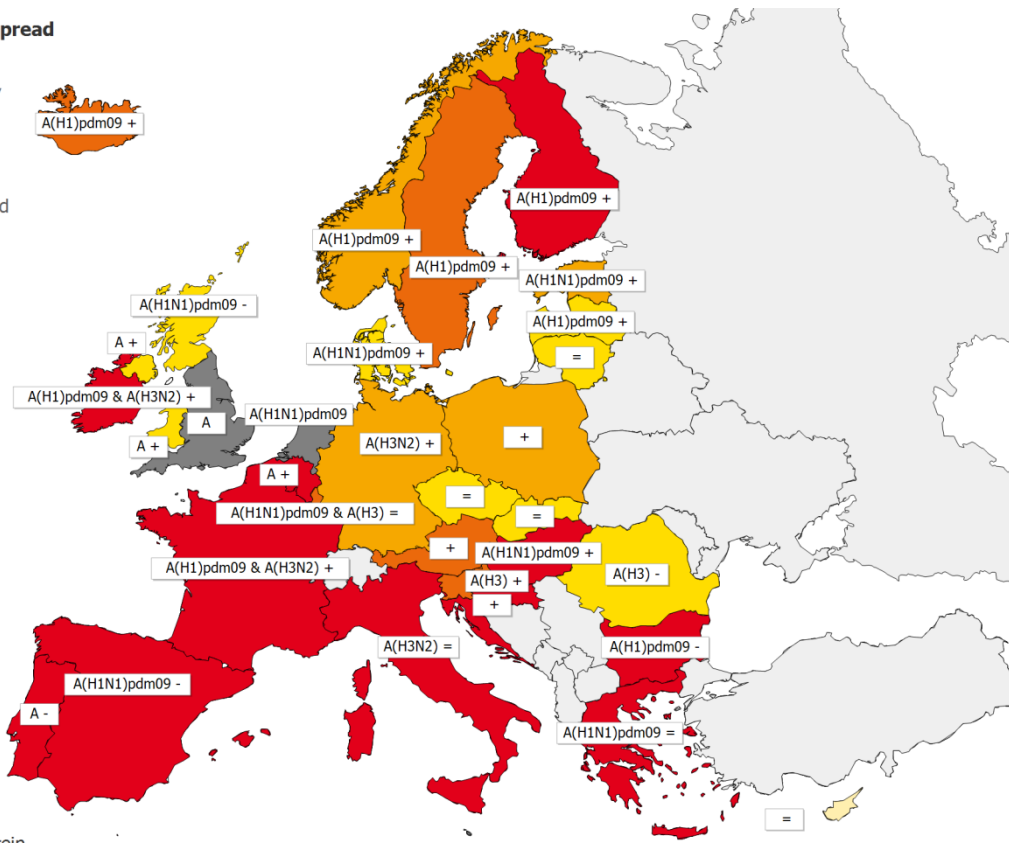 pread
A(H1)pdm09 +
d
A(H1)pdm09 +
A(H1)pdm09 +
A(H1)pdm09 +
A(H1N1)pdm09 +
A(H1N1)pdm09 -
A(H1)pdm09 +
A +
A(H1N1)pdm09 +
=
A(H1)pdm09 & A(H3N2) +
A(H1N1)pdm09
A
A +
A(H3N2) +
+
A +
=
A(H1N1)pdm09 & A(H3) =
=
+
A(H1N1)pdm09 +
A(H1)pdm09 & A(H3N2) +
A(H3) -
A(H3) +
+
A(H3N2) =
A(H1)pdm09 -
A(H1N1)pdm09 -
A -
A(H1N1)pdm09 =
=